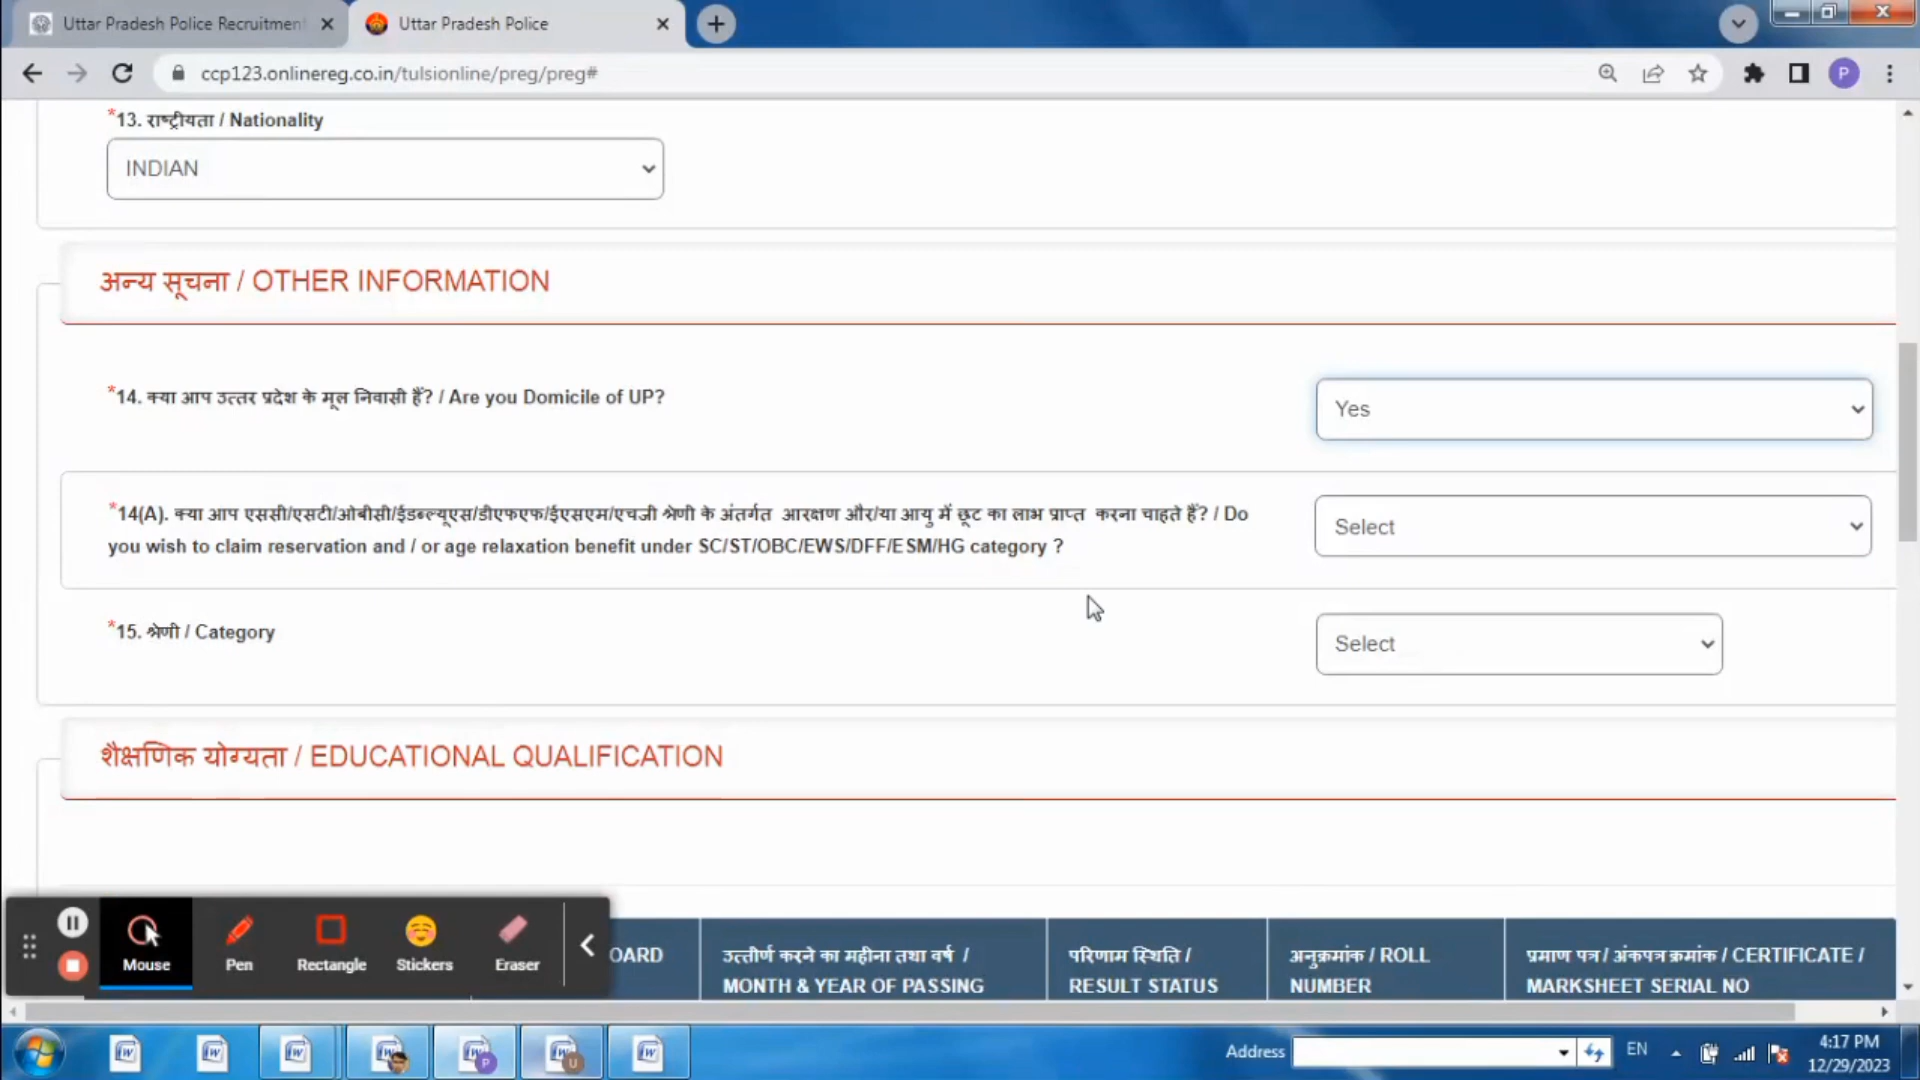 Uttar Pradesh Police Recruitmen
Uttar Pradesh Police
ccp123.onlinereg.co.in/tulsionline/preg/preg#
P
*13. राष्ट्रीयता / Nationality
INDIAN
अन्य सूचना / OTHER INFORMATION
*14. क्या आप उत्तर प्रदेश के मूल निवासी हैं? / Are you Domicile of UP?
Yes
*14(A). क्या आप एससी/एसटी/ओबीसी/ईडब्ल्यूएस/डीएफएफ/ईएसएम/एचजी श्रेणी के अंतर्गत आरक्षण और/या आयु में छूट का लाभ प्राप्त करना चाहते हैं? / Do
you wish to claim reservation and / or age relaxation benefit under SC/ST/OBC/EWS/DFF/ESM/HG category ?
Select
*15. श्रेणी / Category
Select
शैक्षणिक योग्यता / EDUCATIONAL QUALIFICATION
OARD
उत्तीर्ण करने का महीना तथा वर्ष /
MONTH & YEAR OF PASSING
परिणाम स्थिति /
RESULT STATUS
अनुक्रमांक / ROLL
NUMBER
प्रमाण पत्र / अंकपत्र क्रमांक / CERTIFICATE /
MARKSHEET SERIAL NO
Mouse
Pen
Rectangle
Stickers
Eraser
Address
EN
4:17 PM
12/29/2023